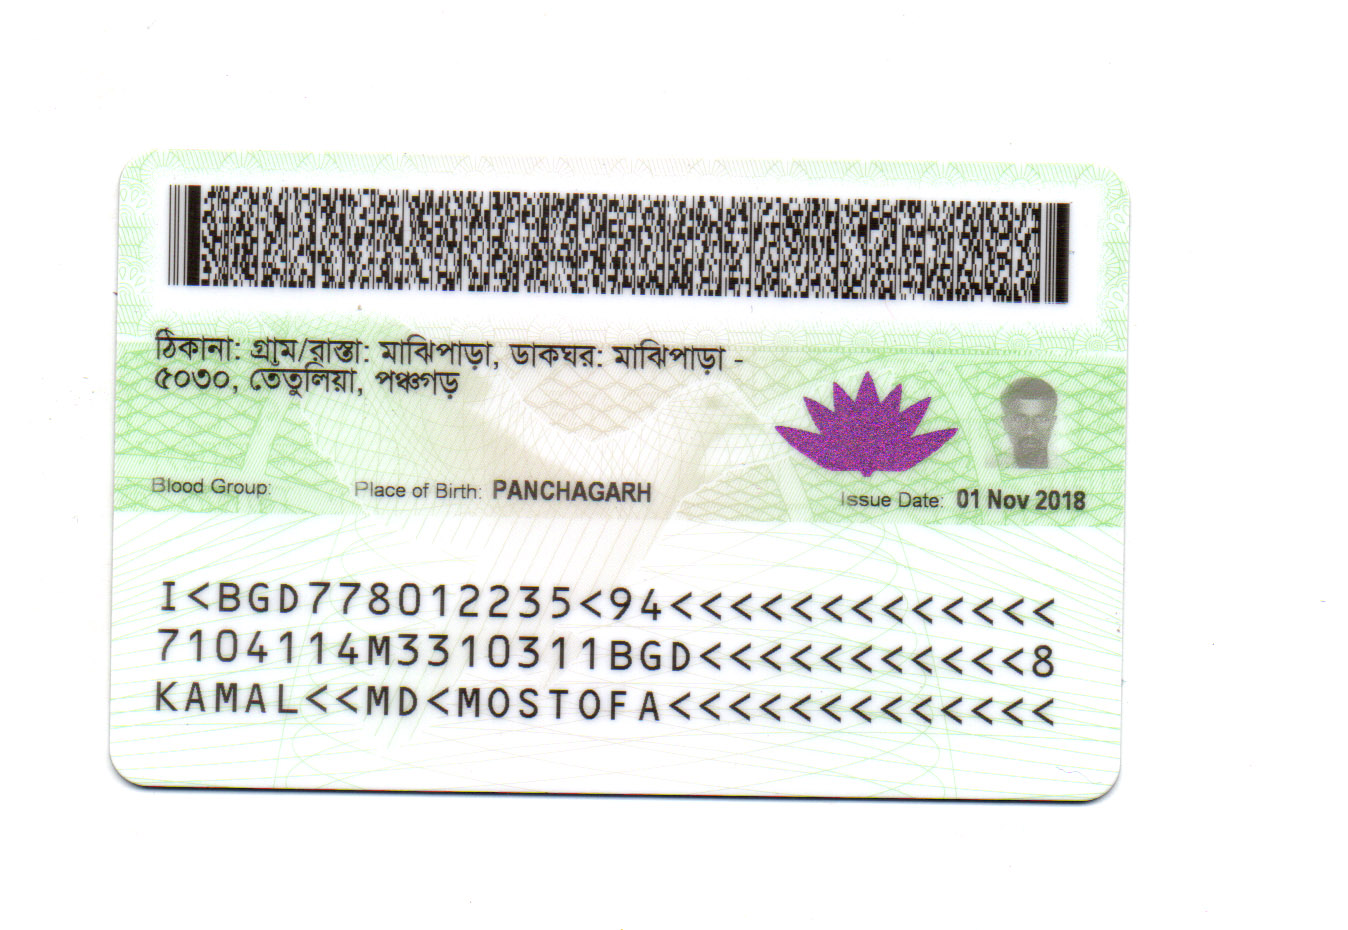 ঠিকানা: গ্রাম/রাস্তা: মাঝিপাড়া, ডাকঘর: মাঝিপাড়া -
৫০৩০, তেতুলিয়া, পঞ্চগড়
Blood Group:
Place of Birth: PANCHAGARH
Issue Date: 01 Nov 2018
I<BGD778012235<94<<<<<<<<<<<<<
7104114M3310311BGD<<<<<<<<<<<8
KAMAL<<MD<MOSTOFA<<<<<<<<<<<<<